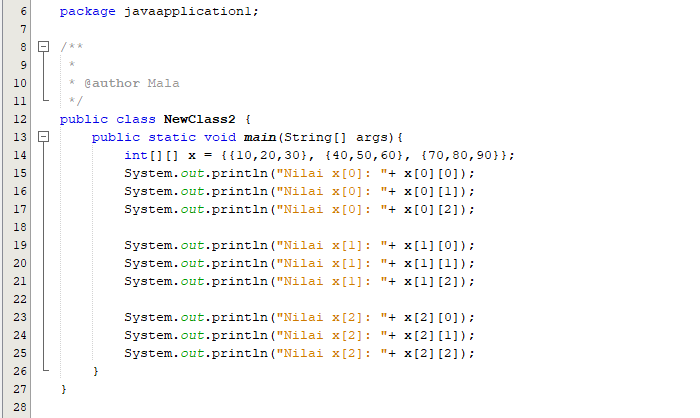 6 package javaapplication1;
7
8 /**
9 *
10 * @author Mala
11 */
12 public class NewClass2 {
13 public static void main(String[] args){
14 int[][] x = {{10,20,30}, {40,50,60}, {70,80,90}};
15 System.out.println("Nilai x[0]: "+ x[0][0]);
16 System.out.println("Nilai x[0]: "+ x[0][1]);
17 System.out.println("Nilai x[0]: "+ x[0][2]);
18
19 System.out.println("Nilai x[1]: "+ x[1][0]);
20 System.out.println("Nilai x[1]: "+ x[1][1]);
21 System.out.println("Nilai x[1]: "+ x[1][2]);
22
23 System.out.println("Nilai x[2]: "+ x[2][0]);
24 System.out.println("Nilai x[2]: "+ x[2][1]);
25 System.out.println("Nilai x[2]: "+ x[2][2]);
26 }
27 }
28